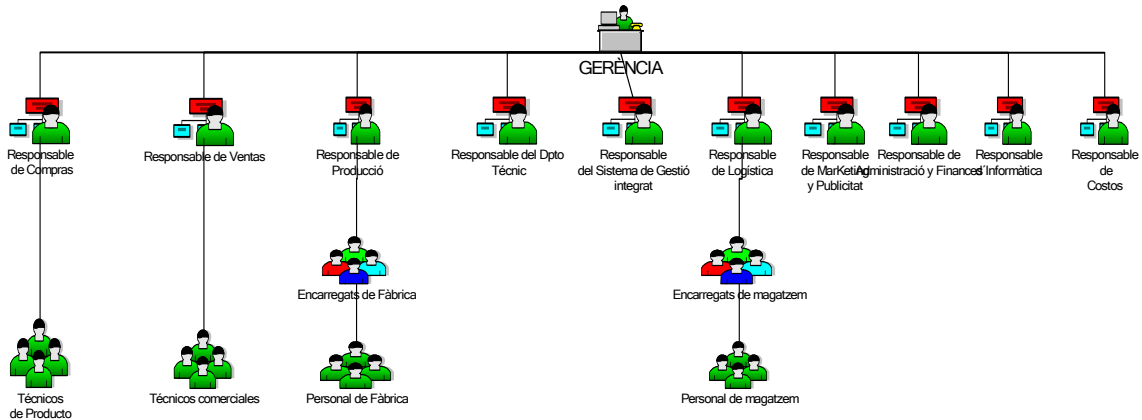 GERÈNCIA
Responsable
de Compras
Responsable de Ventas
Responsable de
Producció
Responsable del Dpto
Técnic
Responsable
del Sistema de Gestió
integrat
Responsable
de Logística
Responsable
de MarKeting
y Publicitat
Responsable de
Administració y Finances
Responsable
d´Informàtica
Responsable
de
Costos
Encarregats de Fàbrica
Encarregats de magatzem
Técnicos
de Producto
Técnicos comerciales
Personal de Fàbrica
Personal de magatzem